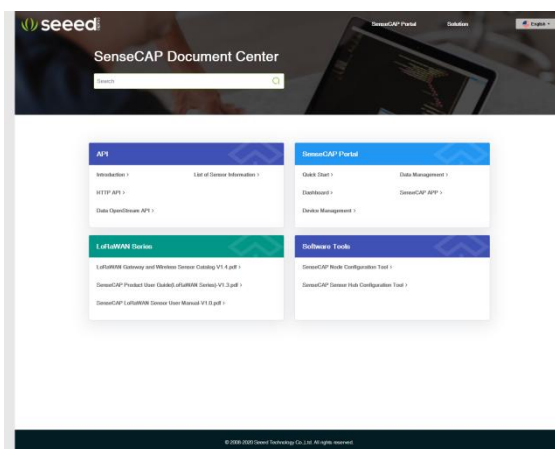 seeed
SenseCAP Portal
Solution
English
SenseCAP Document Center
Search
API
Introduction >
List of Sensor Information >
HTTP API >
Data OpenStream API >
SenseCAP Portal
Quick Start >
Data Management >
Dashboard >
SenseCAP APP >
Device Management >
LoRaWAN Series
LoRaWAN Gateway and Wireless Sensor Catalog V1.4.pdf >
SenseCAP Product User Guide(LoRaWAN Series)-V1.3.pdf >
SenseCAP LoRaWAN Sensor User Manual V1.0.pdf >
Software Tools
SenseCAP Node Configuration Tool >
SenseCAP Sensor Hub Configuration Tool >
© 2008-2020 Seeed Technology Co.,Ltd. All rights reserved.